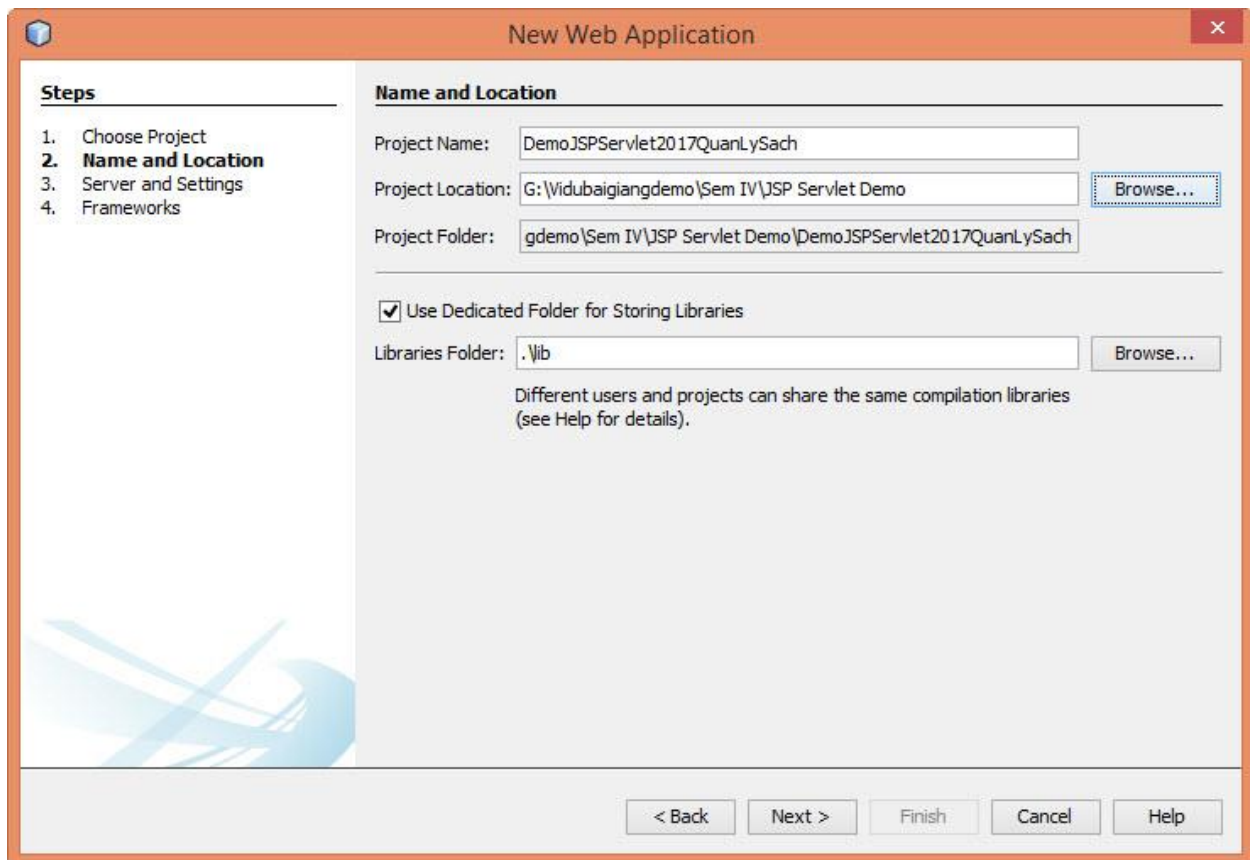 New Web Application
Steps
1. Choose Project
2. Name and Location
3. Server and Settings
4. Frameworks
Name and Location
Project Name: DemoJSPServlet2017QuanLySach
Project Location: G:\Vidubaigiangdemo\Sem IV\JSP Servlet Demo Browse...
Project Folder: gdemo\Sem IV\JSP Servlet Demo\DemoJSPServlet2017QuanLySach
Use Dedicated Folder for Storing Libraries
Libraries Folder: .\lib Browse...
Different users and projects can share the same compilation libraries
(see Help for details).
< Back Next > Finish Cancel Help